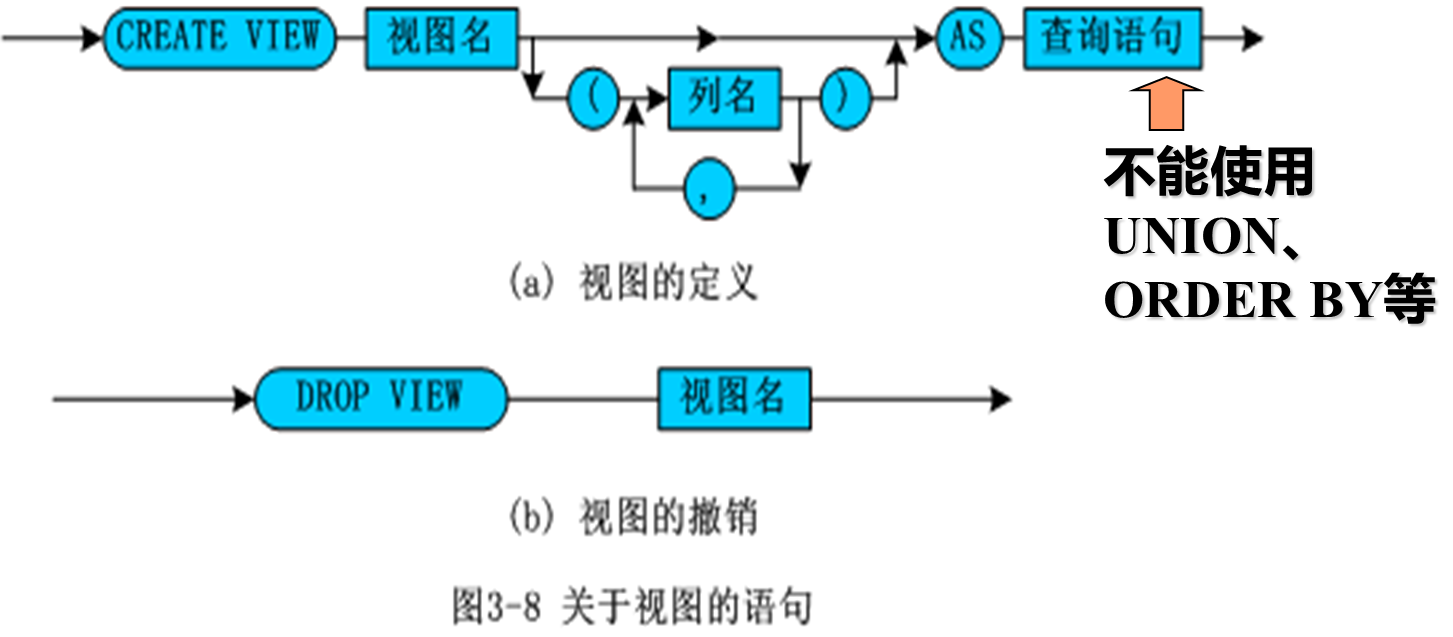 CREATE VIEW 视图名 AS 查询语句
( 列名 )
,
不能使用
UNION、
ORDER BY等
(a) 视图的定义
DROP VIEW 视图名
(b) 视图的撤销
图3-8 关于视图的语句